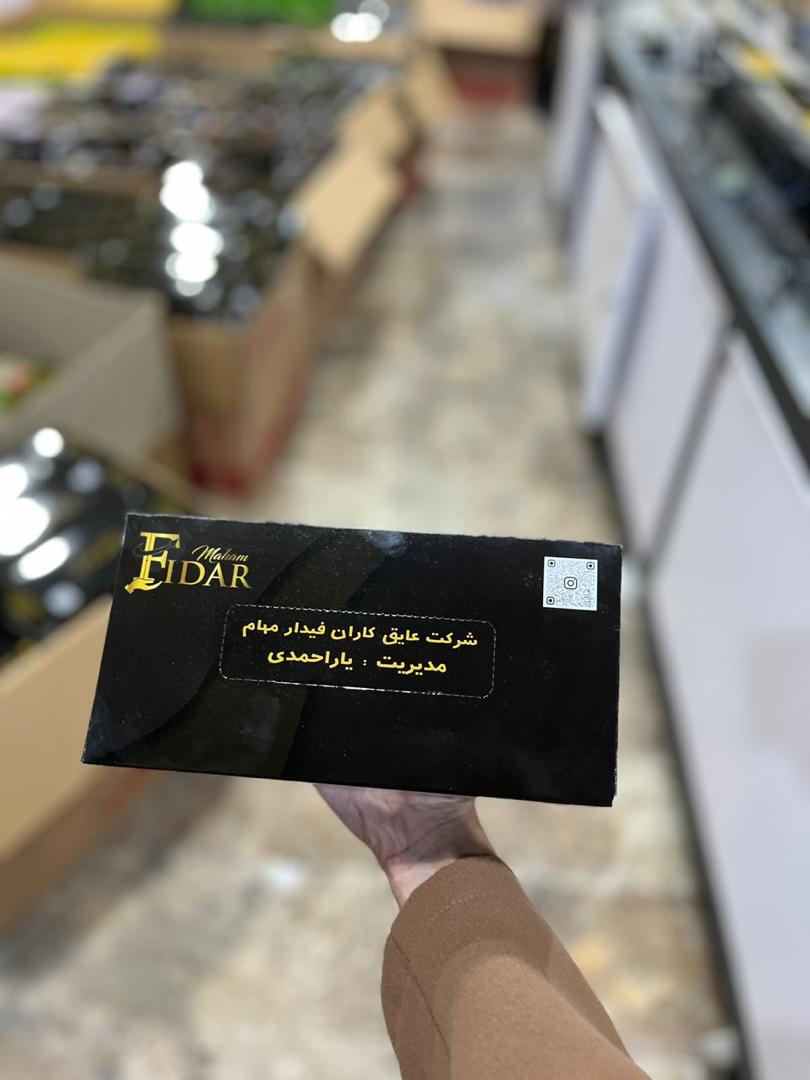 Maham
FIDAR
شرکت عایق کاران فیدار مهام
مدیریت : یاراحمدی